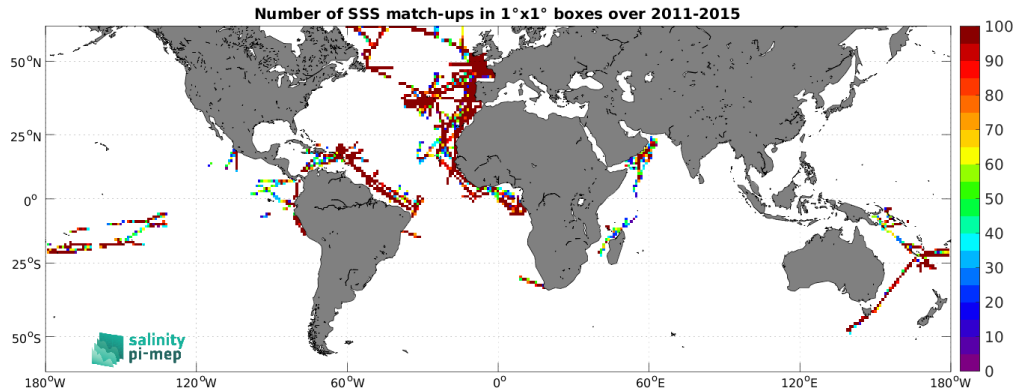 Number of SSS match-ups in 1°x1° boxes over 2011-2015
50°N
25°N
0°
25°S
50°S
180°W
120°W
60°W
0°
60°E
120°E
180°W
100
90
80
70
60
50
40
30
20
10
0
salinity
pi-mep